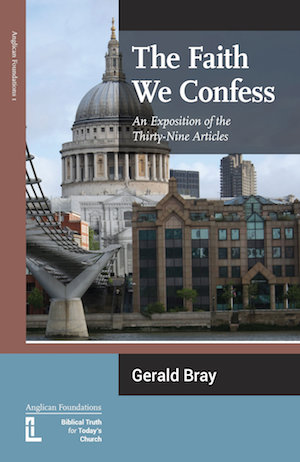 Anglican Foundations 1
The Faith
We Confess
An Exposition of the
Thirty-Nine Articles
Gerald Bray
Anglican Foundations
Biblical Truth
for Today's
Church